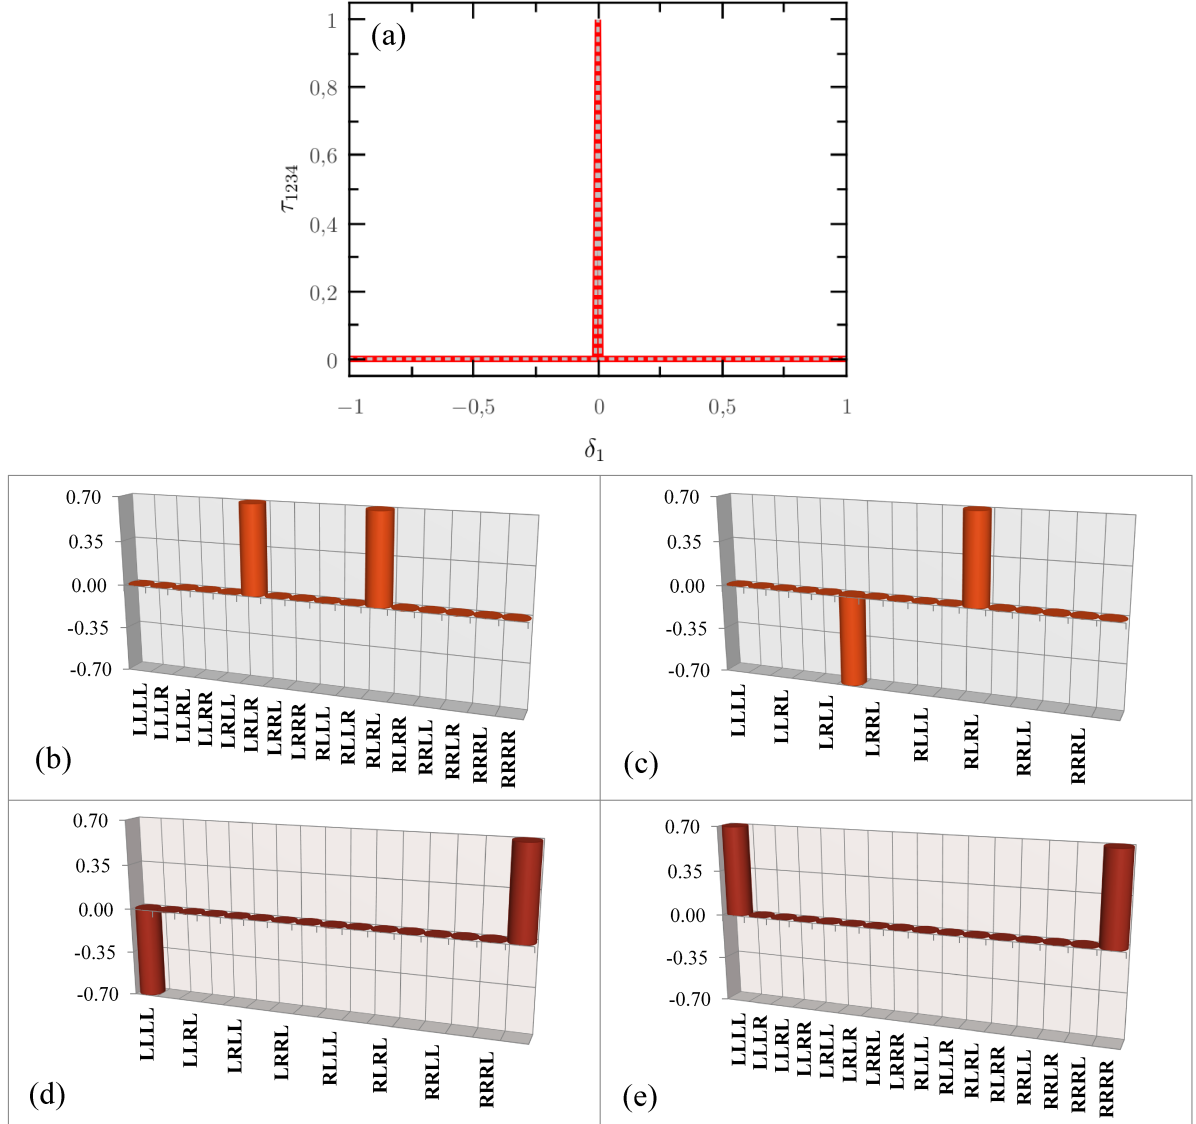 (a)
1
0,8
0,6
0,4
0,2
0
τ1234
−1 −0,5 0 0,5 1
δ1
0.70
0.35
0.00
-0.35
-0.70
LLLL LLLR LLRL LLRR LRLL LRLR LRRL LRRR RLLL RLLR RLRL RLRR RRLL RRLR RRRL RRRR
(b)
0.70
0.35
0.00
-0.35
-0.70
LLLL LLRL LRLL LRRL RLLL RLRL RRLL RRRL
(c)
0.70
0.35
0.00
-0.35
-0.70
LLLL LLRL LRLL LRRL RLLL RLRL RRLL RRRL
(d)
0.70
0.35
0.00
-0.35
-0.70
LLLL LLLR LLRL LLRR LRLL LRLR LRRL LRRR RLLL RLLR RLRL RLRR RRLL RRLR RRRL RRRR
(e)